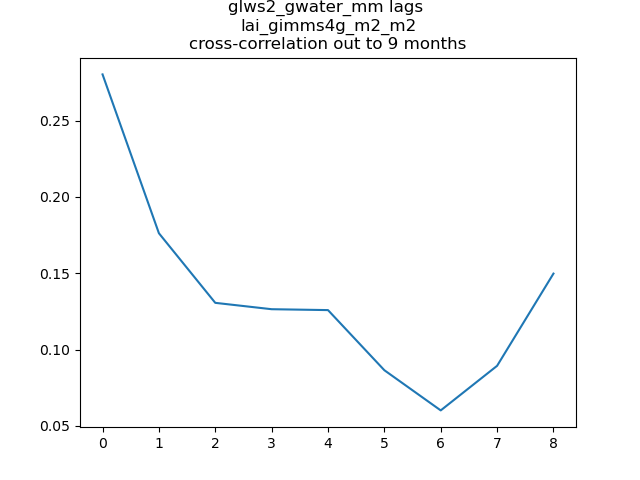 glws2_gwater_mm lags
lai_gimms4g_m2_m2
cross-correlation out to 9 months
0.25
0.20
0.15
0.10
0.05
0 1 2 3 4 5 6 7 8